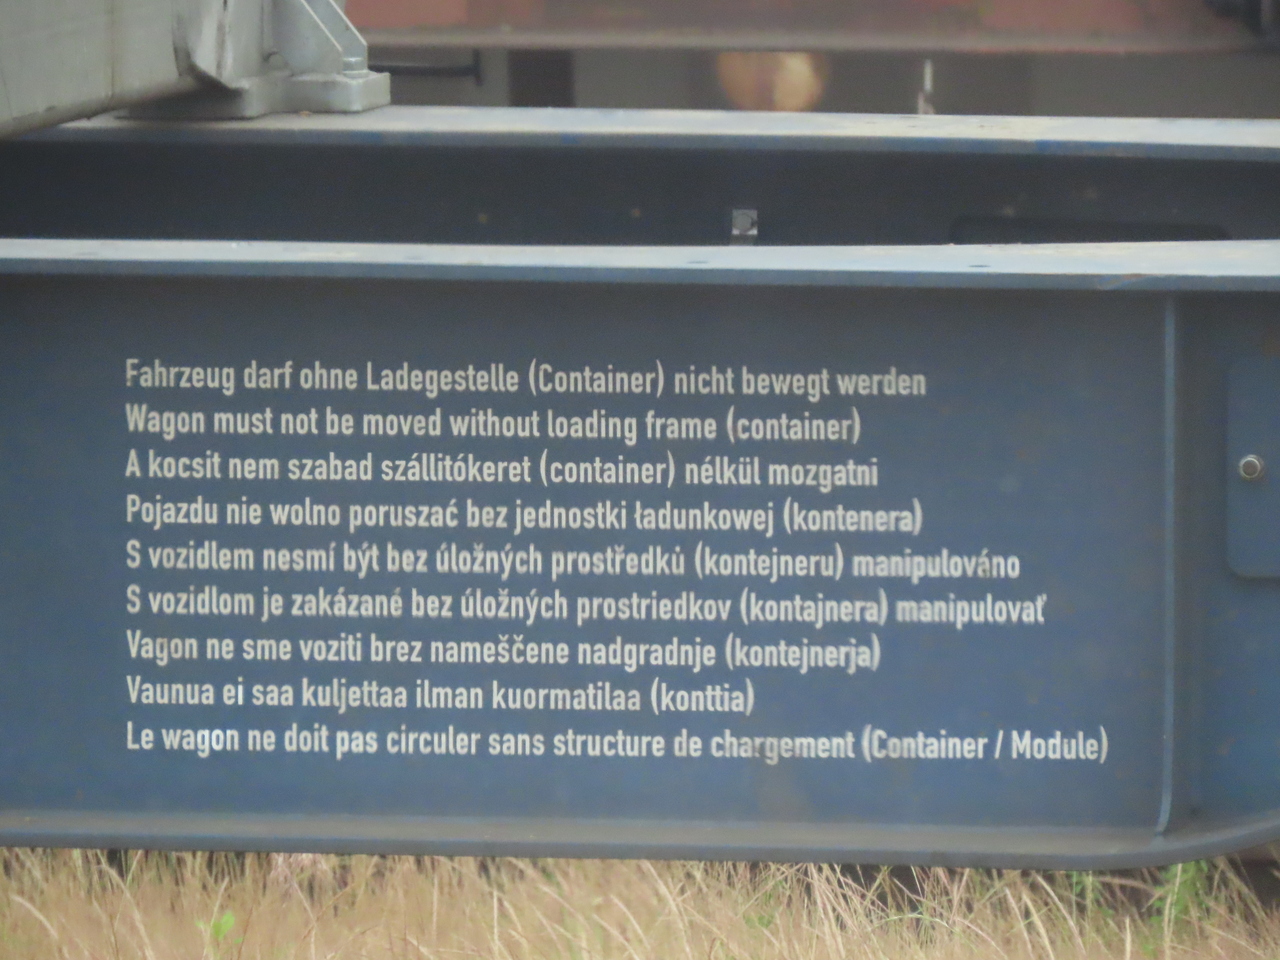 Fahrzeug darf ohne Ladegestelle (Container) nicht bewegt werden
Wagon must not be moved without loading frame (container)
A kocsit nem szabad szállitókeret (container) nélkül mozgatni
Pojazdu nie wolno poruszać bez jednostki ładunkowej (kontenera)
S vozidlem nesmí být bez úložných prostředků (kontejneru) manipulováno
S vozidlom je zakázané bez úložných prostriedkov (kontajnera) manipulovať
Vagon ne sme voziti brez nameščene nadgradnje (kontejnerja)
Vaunua ei saa kuljettaa ilman kuormatilaa (konttia)
Le wagon ne doit pas circuler sans structure de chargement (Container / Module)